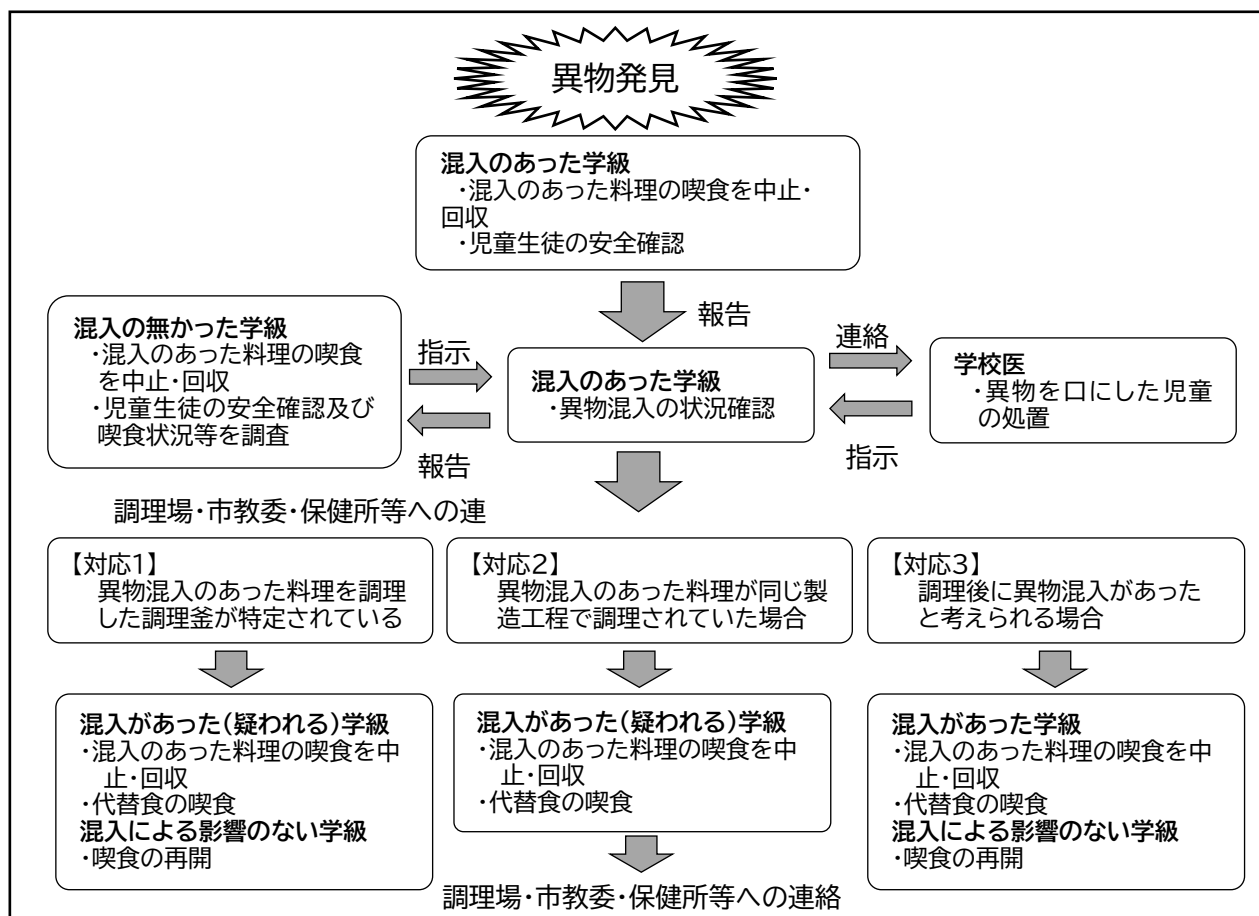 異物発見
混入のあった学級
・混入のあった料理の喫食を中止・
回収
・児童生徒の安全確認
報告
混入の無かった学級
・混入のあった料理の喫食
を中止・回収
・児童生徒の安全確認及び
喫食状況等を調査
指示
報告
混入のあった学級
・異物混入の状況確認
連絡
指示
学校医
・異物を口にした児童
の処置
調理場・市教委・保健所等への連
【対応1】
異物混入のあった料理を調理
した調理釜が特定されている
【対応2】
異物混入のあった料理が同じ製
造工程で調理されていた場合
【対応3】
調理後に異物混入があった
と考えられる場合
混入があった(疑われる)学級
・混入のあった料理の喫食を中
止・回収
・代替食の喫食
混入による影響のない学級
・喫食の再開
混入があった(疑われる)学級
・混入のあった料理の喫食を中
止・回収
・代替食の喫食
混入があった学級
・混入のあった料理の喫食を中
止・回収
・代替食の喫食
混入による影響のない学級
・喫食の再開
調理場・市教委・保健所等への連絡